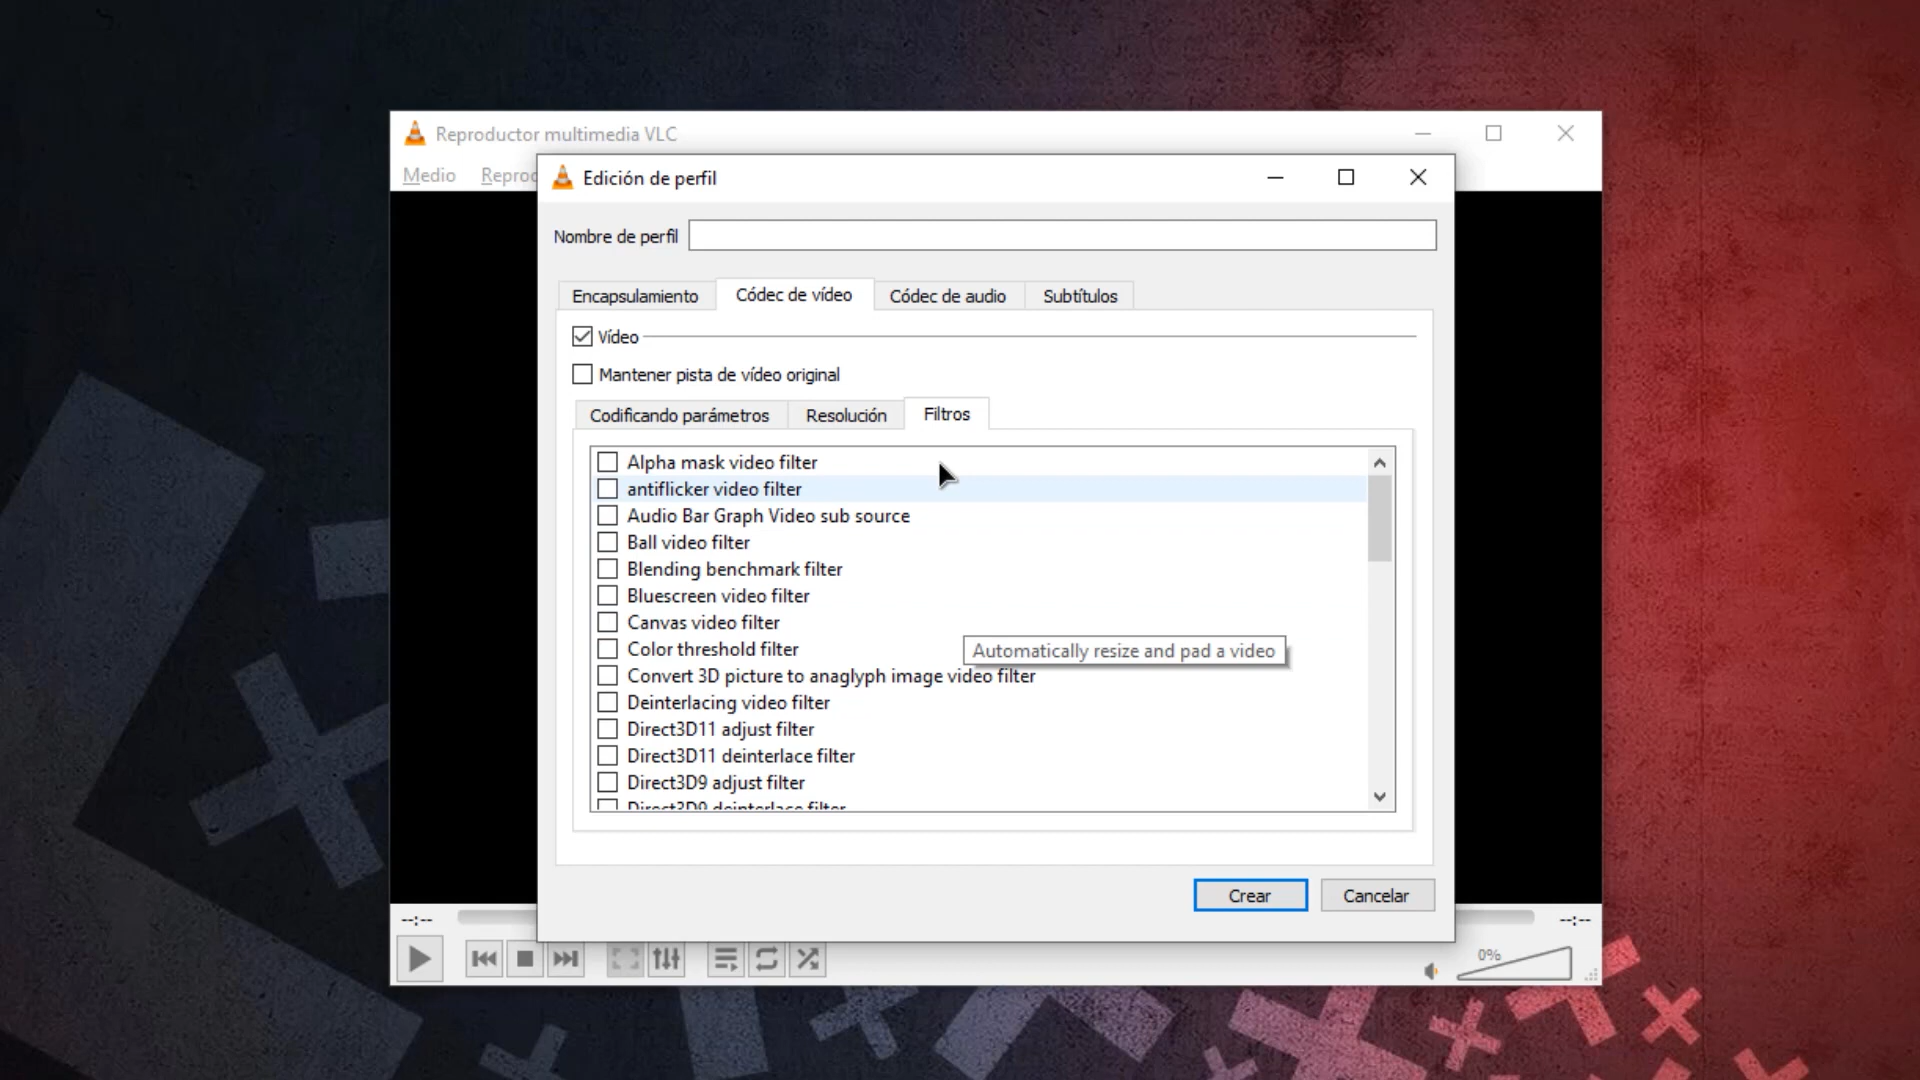 Reproductor multimedia VLC
Medio Reproc
Edición de perfil
Nombre de perfil
Encapsulamiento Códec de vídeo Códec de audio Subtítulos
Vídeo
Mantener pista de vídeo original
Codificando parámetros Resolución Filtros
Alpha mask video filter
antiflicker video filter
Audio Bar Graph Video sub source
Ball video filter
Blending benchmark filter
Bluescreen video filter
Canvas video filter
Color threshold filter
Automatically resize and pad a video
Convert 3D picture to anaglyph image video filter
Deinterlacing video filter
Direct3D11 adjust filter
Direct3D11 deinterlace filter
Direct3D9 adjust filter
Direct3D9 deinterlace filter
Crear Cancelar
--:-- --:--
0%